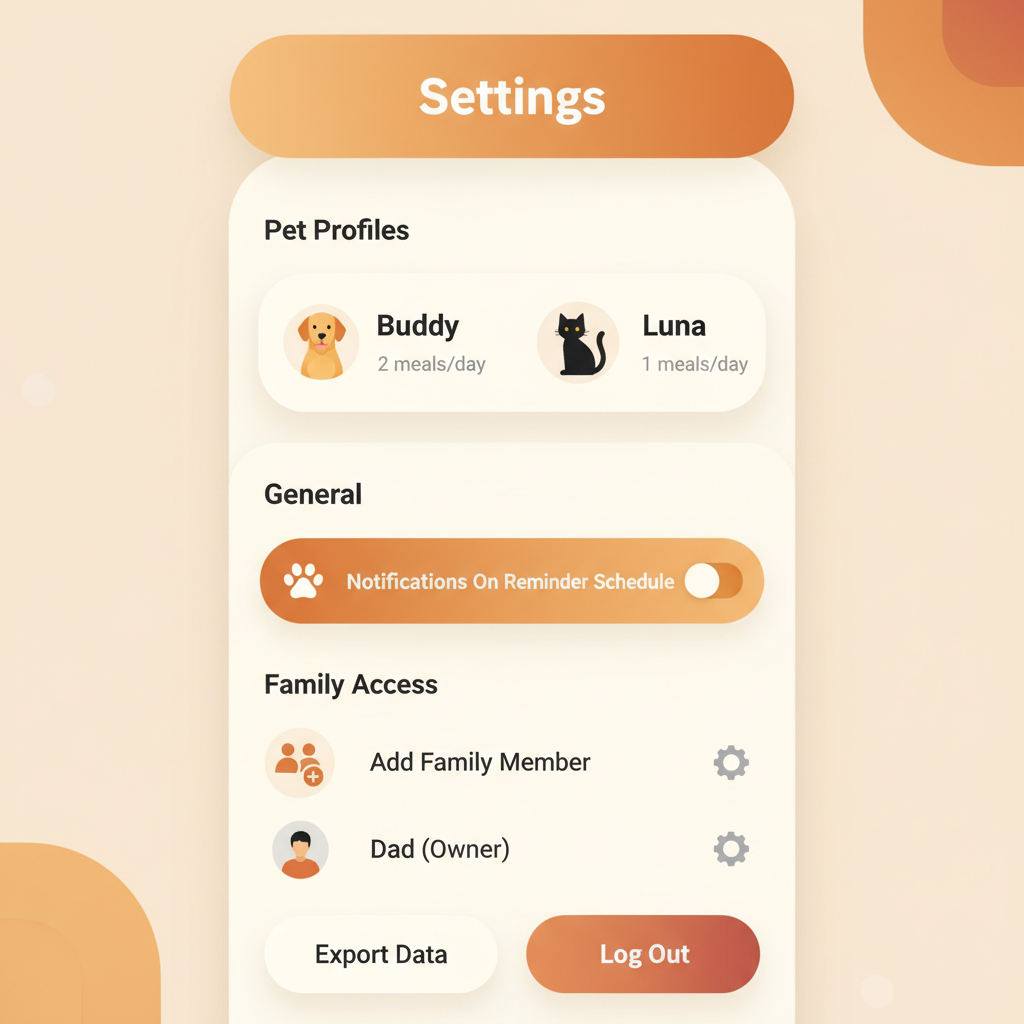 Settings
Pet Profiles
Buddy
2 meals/day
Luna
1 meals/day
General
Notifications On Reminder Schedule
Family Access
Add Family Member
Dad (Owner)
Export Data
Log Out